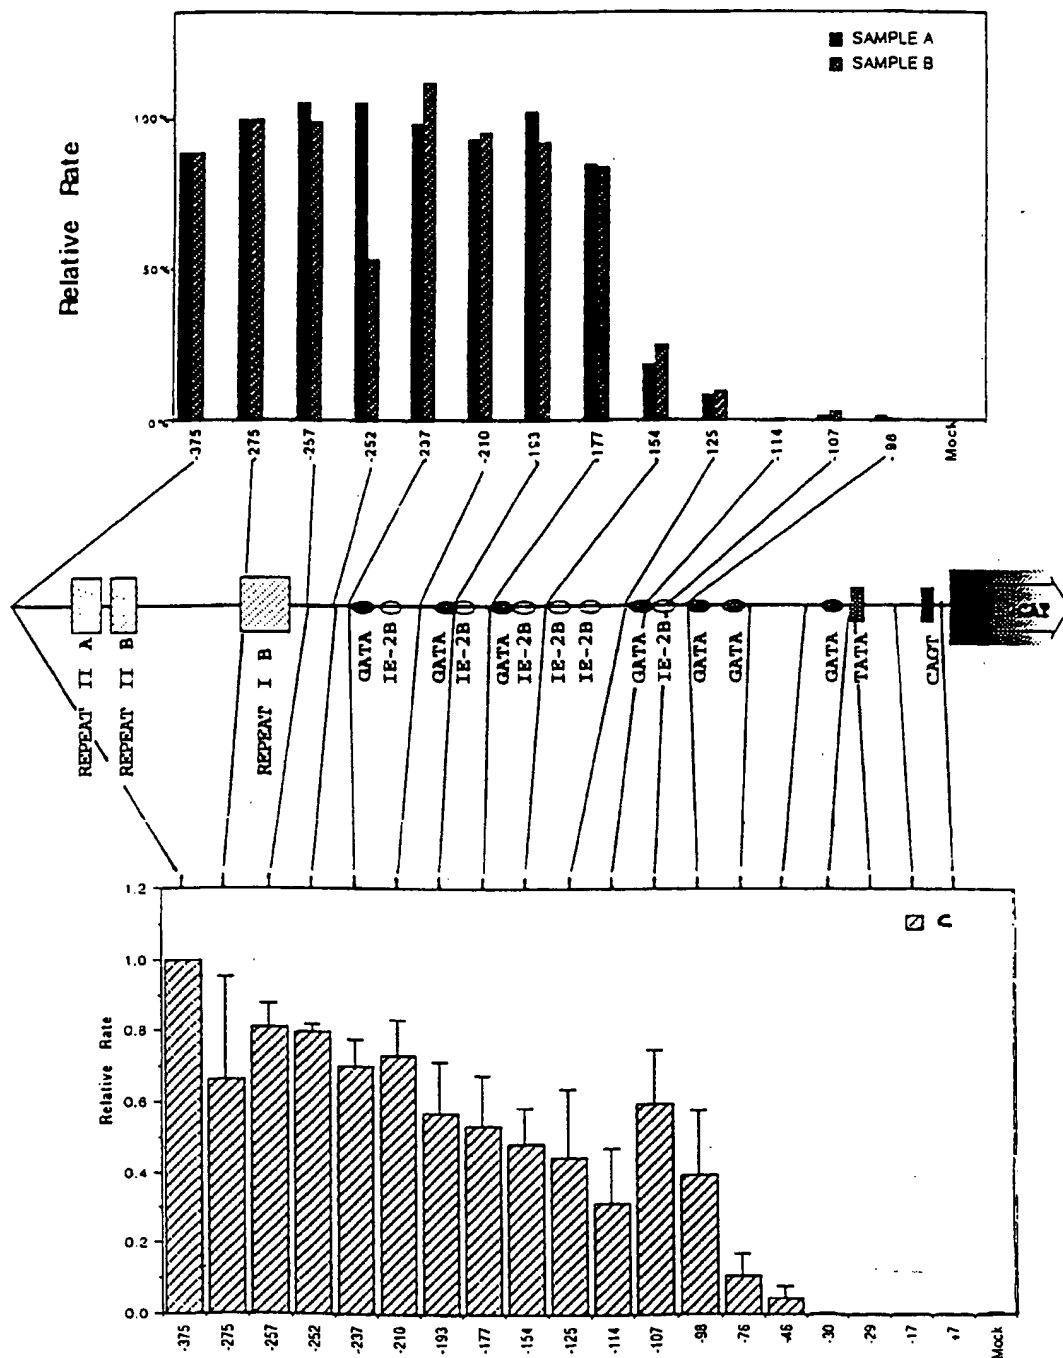 SAMPLE A
SAMPLE B
Relative Rate
100%
50%
0%
-375
-275
-257
-252
-237
-210
-193
-177
-154
-125
-114
-107
-98
Mock
REPEAT II A
REPEAT II B
REPEAT I B
GATA
IE-2B
GATA
IE-2B
GATA
IE-2B
IE-2B
IE-2B
GATA
IE-2B
GATA
GATA
GATA
TATA
CAGT
C
Relative Rate
1.2
1.0
0.8
0.6
0.4
0.2
0.0
-375
-275
-257
-252
-237
-210
-193
-177
-154
-125
-114
-107
-98
-76
-46
-30
-29
-17
+7
Mock